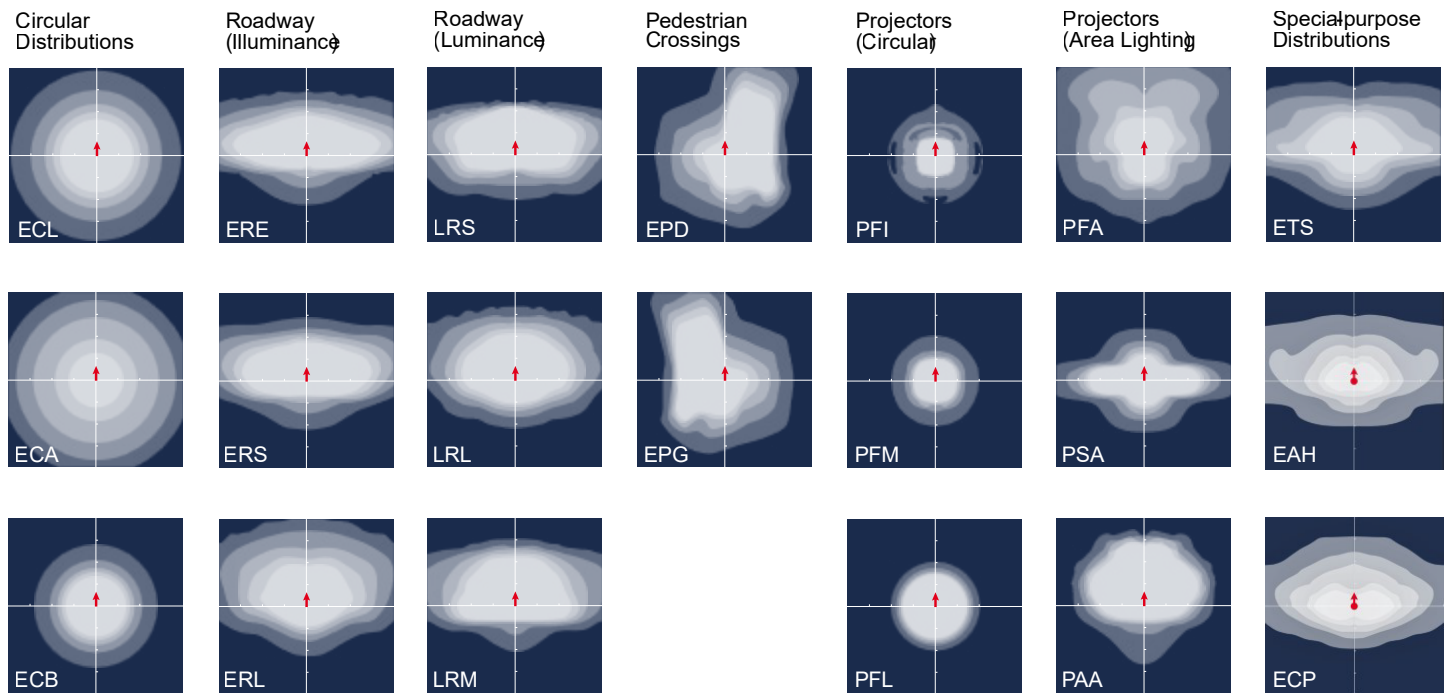 Circular
Distributions
Roadway
(Illuminance)
Roadway
(Luminance)
Pedestrian
Crossings
Projectors
(Circular)
Projectors
(Area Lighting)
Special-purpose
Distributions
ECL
ERE
LRS
EPD
PFI
PFA
ETS
ECA
ERS
LRL
EPG
PFM
PSA
EAH
ECB
ERL
LRM
PFL
PAA
ECP